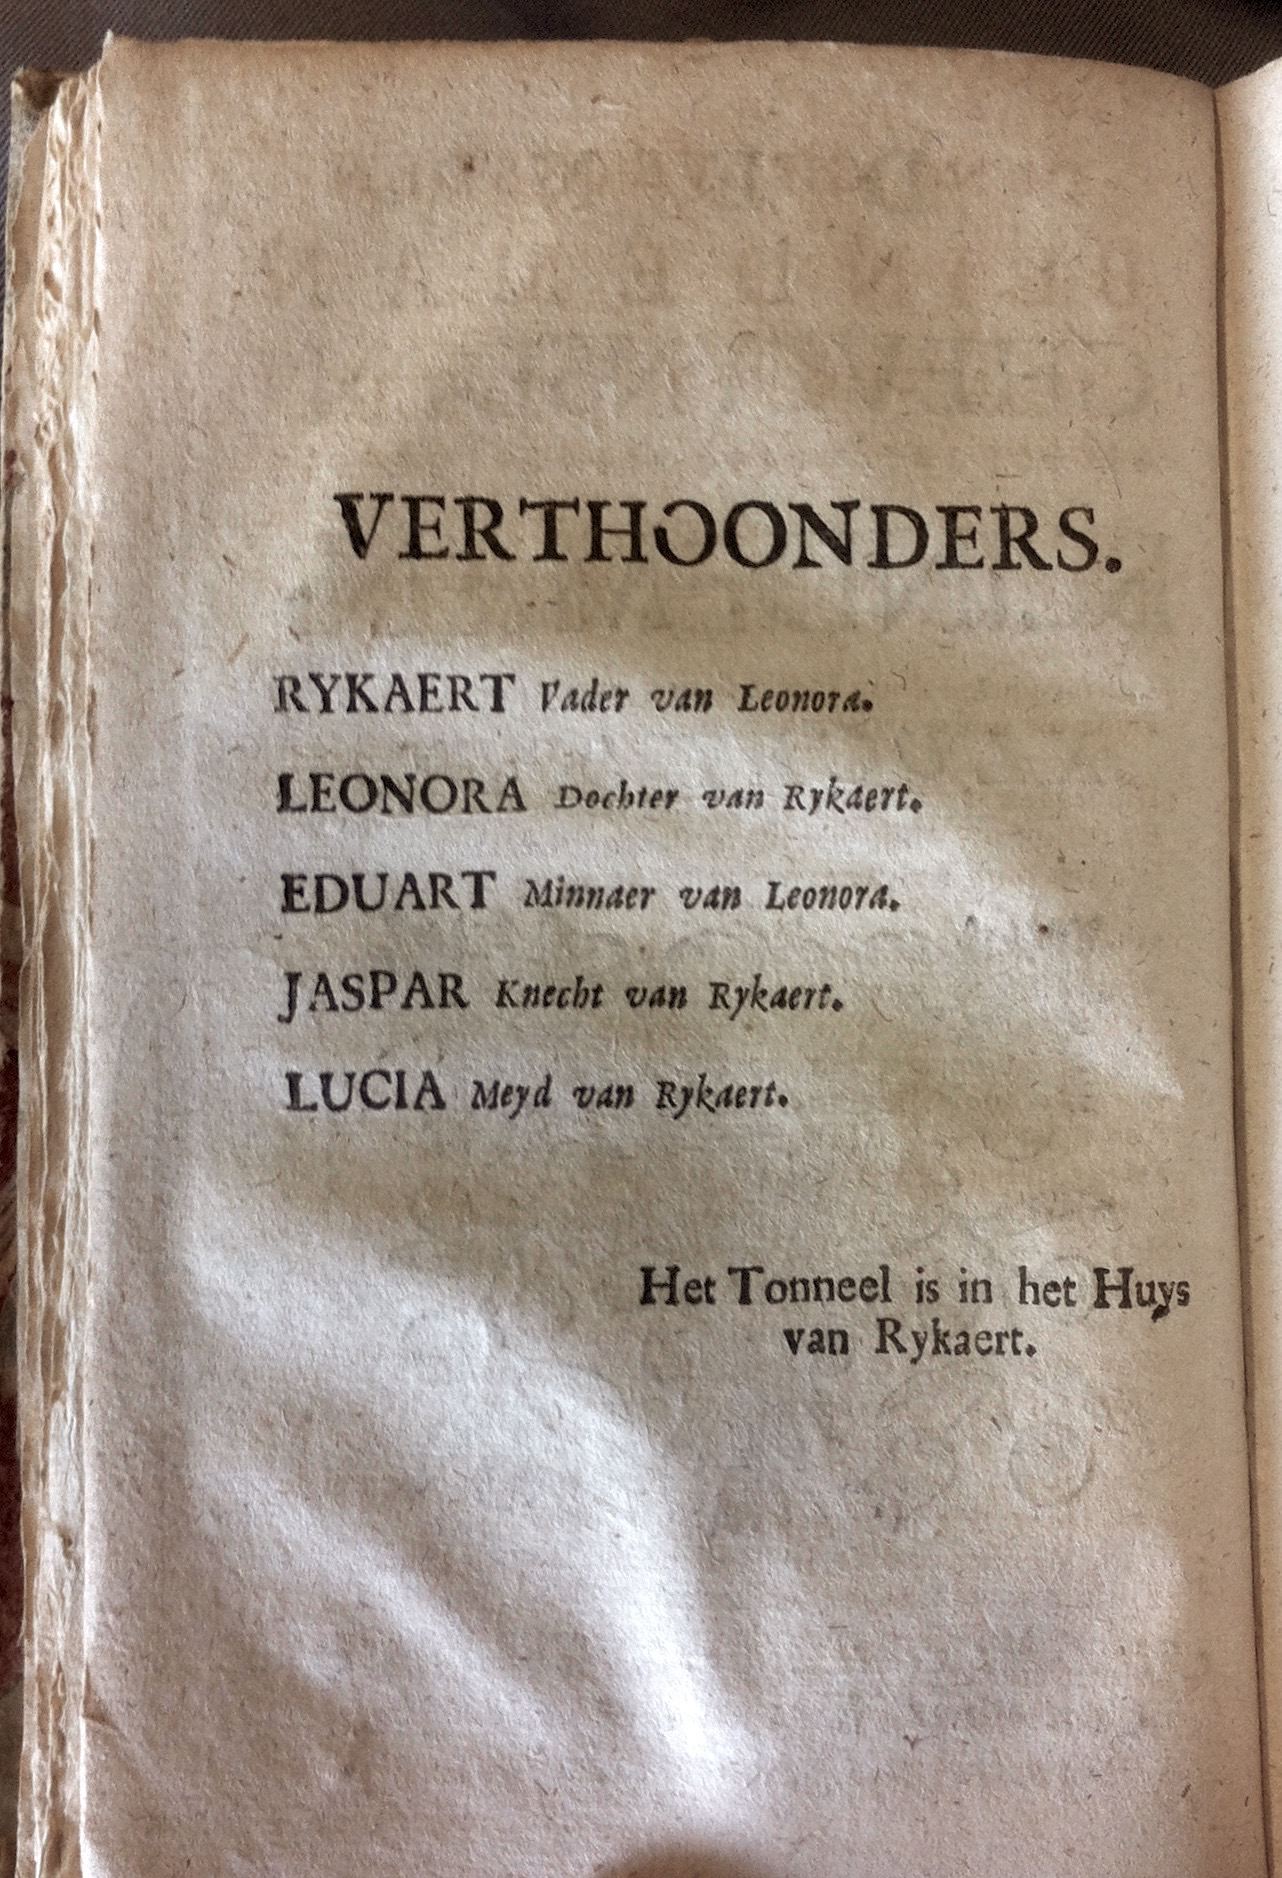 VERTHOONDERS.
RYKAERT Vader van Leonora.
LEONORA Dochter van Rykaert.
EDUART Minnaer van Leonora.
JASPAR Knecht van Rykaert.
LUCIA Meyd van Rykaert.
Het Tonneel is in het Huys
van Rykaert.